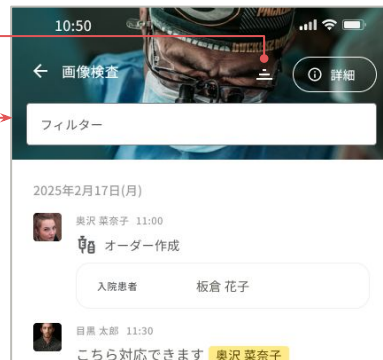 10:50
画像検査
詳細
フィルター
2025年2月17日(月)
奥沢 菜奈子 11:00
オーダー作成
入院患者 板倉 花子
目黒 太郎 11:30
こちら対応できます 奥沢 菜奈子